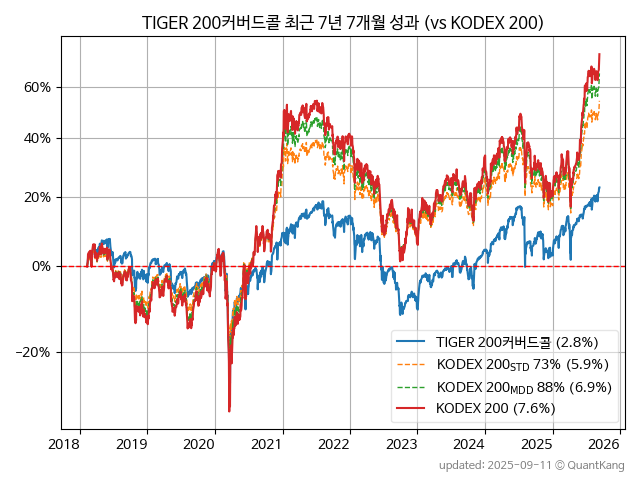 TIGER 200커버드콜 최근 7년 7개월 성과 (vs KODEX 200)
60%
40%
20%
0%
−20%
TIGER 200커버드콜 (2.8%)
KODEX 200STD 73% (5.9%)
KODEX 200MDD 88% (6.9%)
KODEX 200 (7.6%)
2018 2019 2020 2021 2022 2023 2024 2025 2026
updated: 2025-09-11 © QuantKang